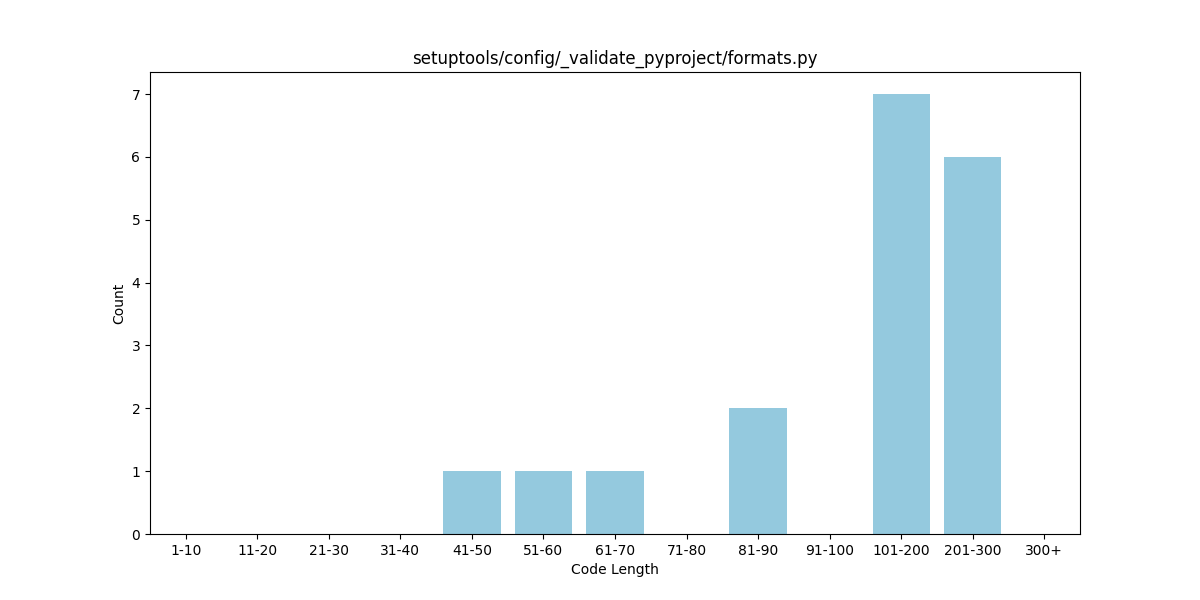 setuptools/config/_validate_pyproject/formats.py
7
6
5
4
3
2
1
0
Count
1-10 11-20 21-30 31-40 41-50 51-60 61-70 71-80 81-90 91-100 101-200 201-300 300+
Code Length